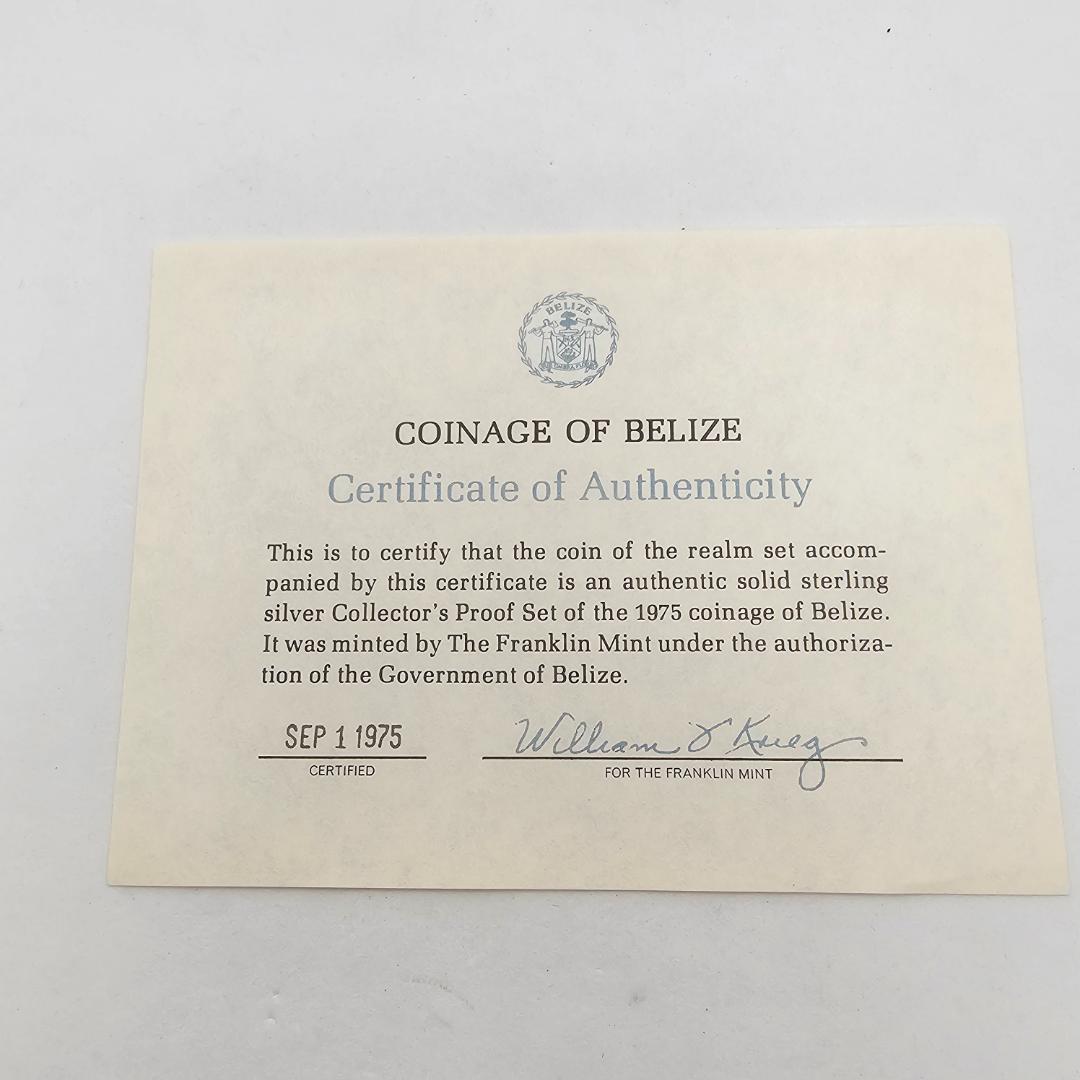 BELIZE
COINAGE OF BELIZE
Certificate of Authenticity
This is to certify that the coin of the realm set accom-
panied by this certificate is an authentic solid sterling
silver Collector's Proof Set of the 1975 coinage of Belize.
It was minted by The Franklin Mint under the authoriza-
tion of the Government of Belize.
SEP 1 1975
William Krieg
CERTIFIED
FOR THE FRANKLIN MINT